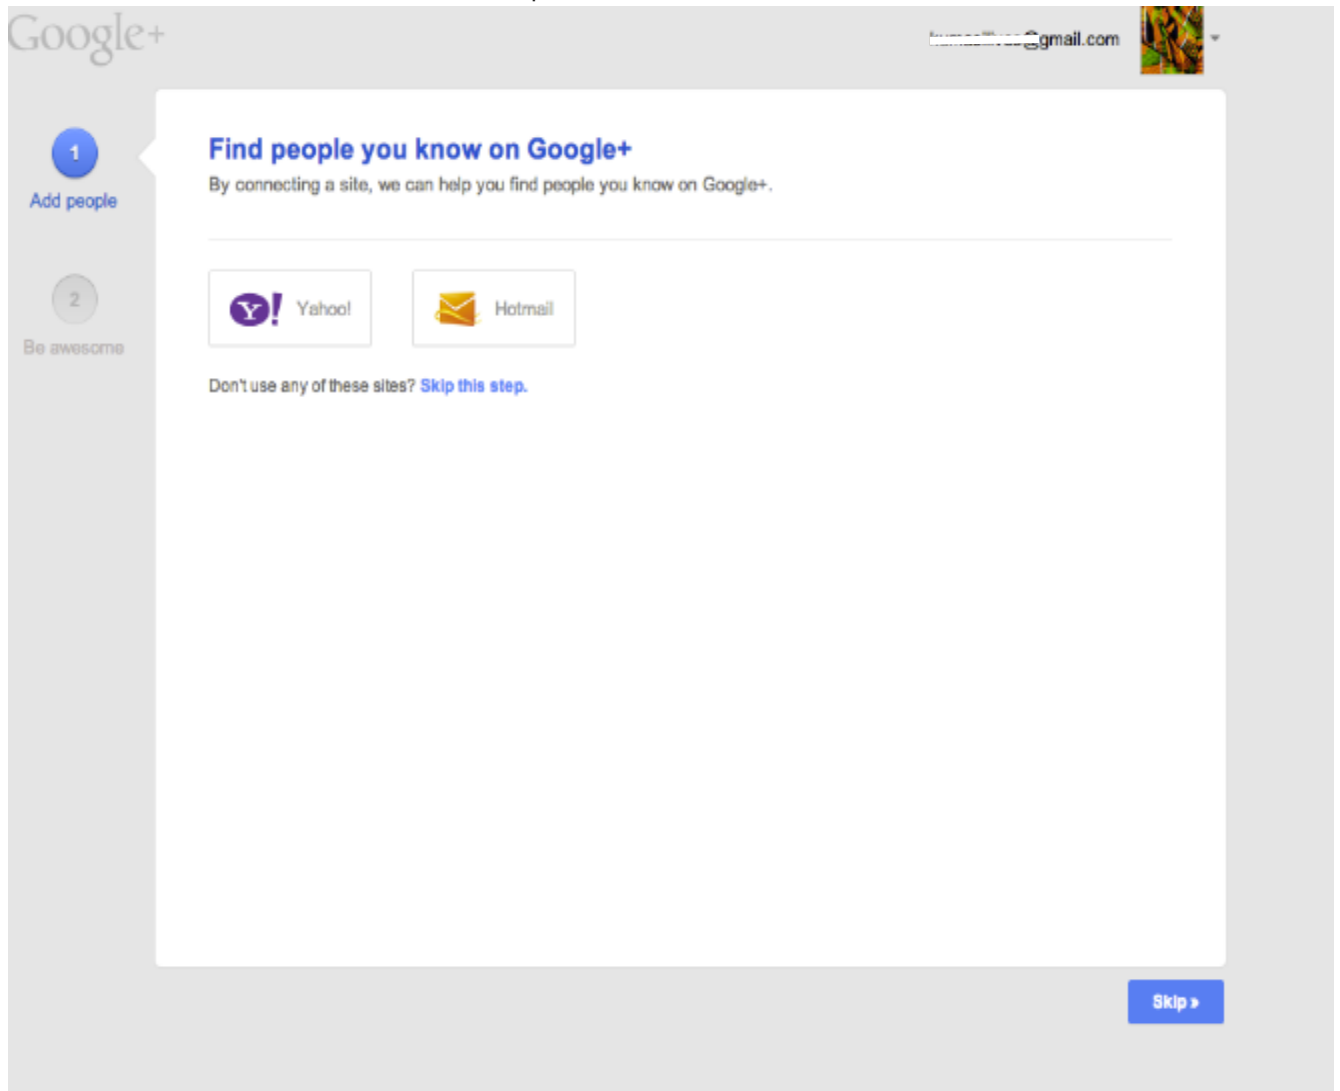 Google+
@gmail.com
1
Add people
2
Be awesome
Find people you know on Google+
By connecting a site, we can help you find people you know on Google+.
Y! Yahoo!
Hotmail
Don't use any of these sites? Skip this step.
Skip »